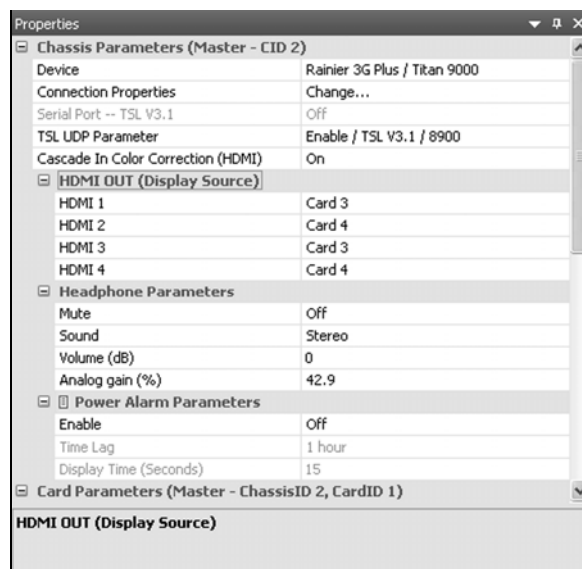 Properties
Chassis Parameters (Master - CID 2)
Device Rainier 3G Plus / Titan 9000
Connection Properties Change...
Serial Port -- TSL V3.1 Off
TSL UDP Parameter Enable / TSL V3.1 / 8900
Cascade In Color Correction (HDMI) On
HDMI OUT (Display Source)
HDMI 1 Card 3
HDMI 2 Card 4
HDMI 3 Card 3
HDMI 4 Card 4
Headphone Parameters
Mute Off
Sound Stereo
Volume (dB) 0
Analog gain (%) 42.9
Power Alarm Parameters
Enable Off
Time Lag 1 hour
Display Time (Seconds) 15
Card Parameters (Master - ChassisID 2, CardID 1)
HDMI OUT (Display Source)